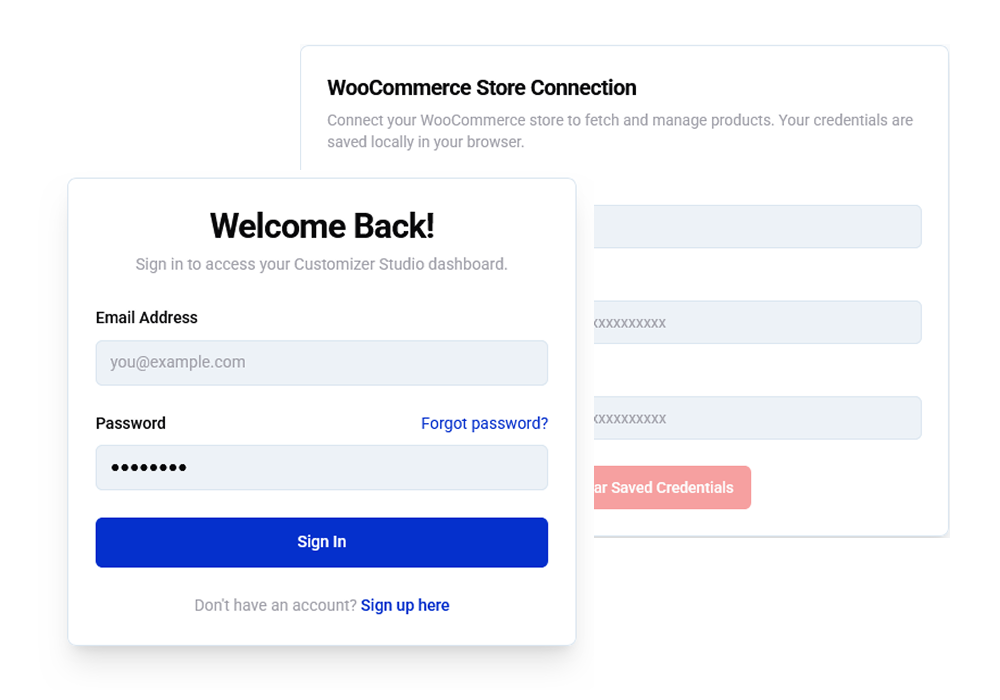 WooCommerce Store Connection
Connect your WooCommerce store to fetch and manage products. Your credentials are
saved locally in your browser.
xxxxxxxxxx
xxxxxxxxxx
ar Saved Credentials
Welcome Back!
Sign in to access your Customizer Studio dashboard.
Email Address
you@example.com
Password
Forgot password?
••••••••
Sign In
Don't have an account? Sign up here